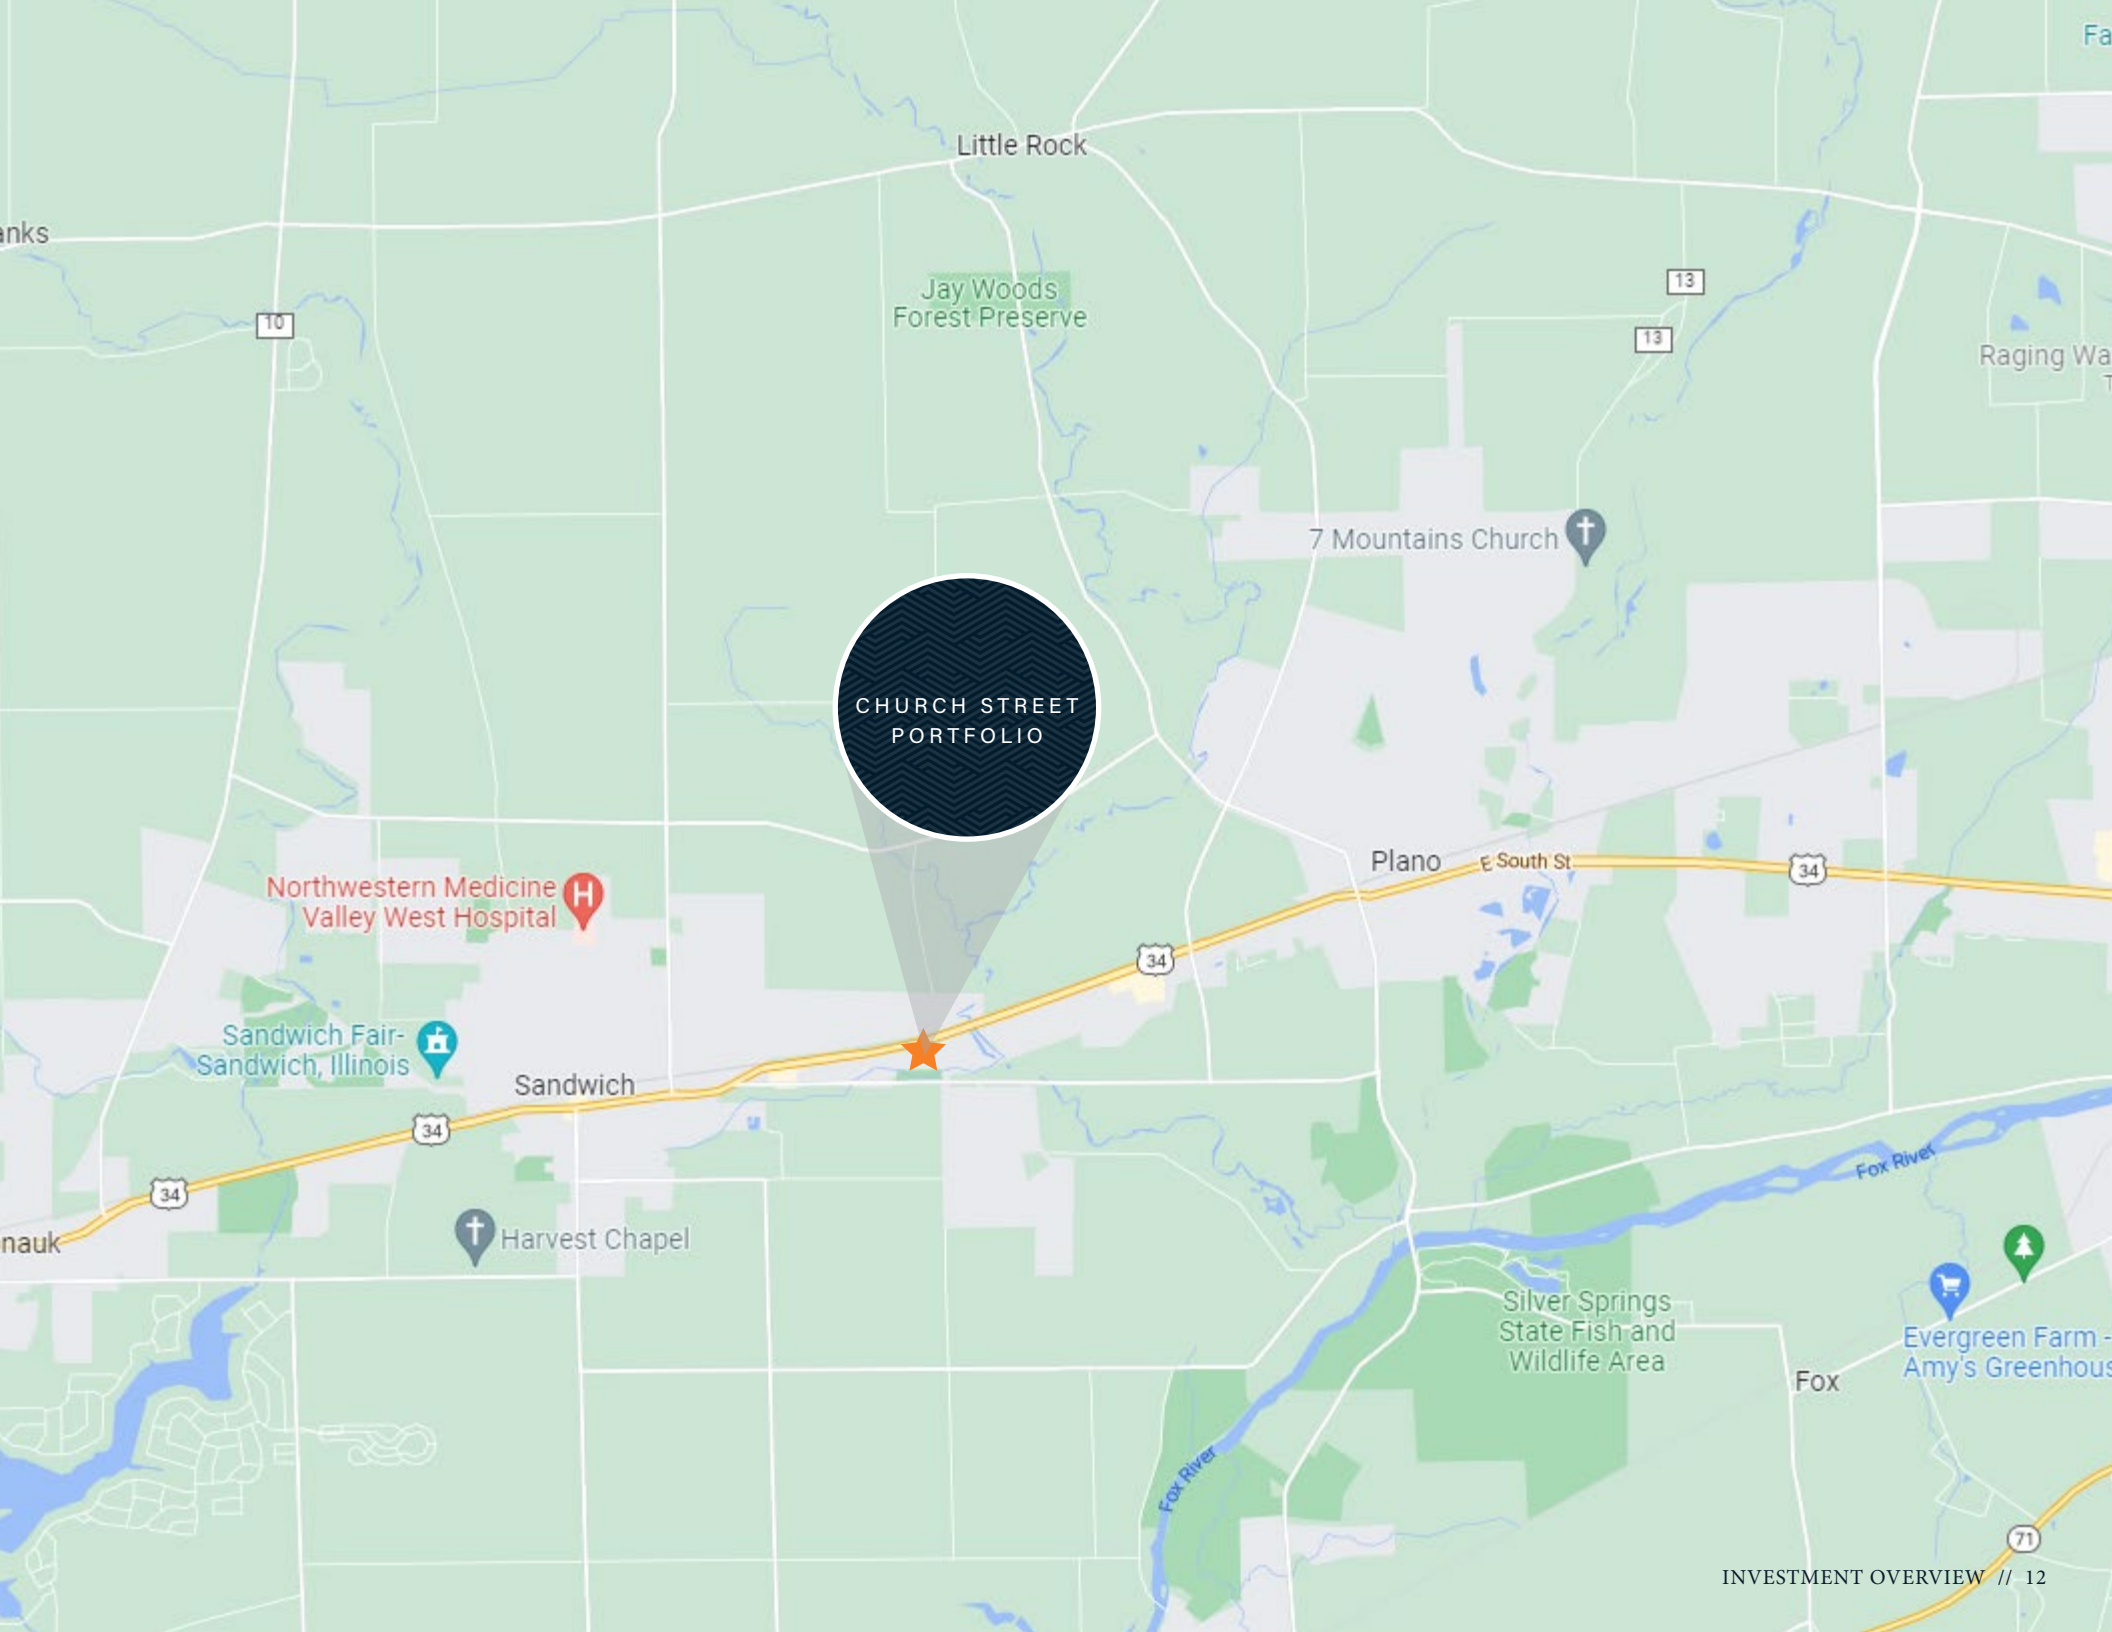 Fa
Little Rock
anks
Jay Woods
Forest Preserve
13
10
13
Raging Wa
T
7 Mountains Church
CHURCH STREET
PORTFOLIO
Plano
E South St
34
Northwestern Medicine
Valley West Hospital
H
34
Sandwich Fair-
Sandwich, Illinois
Sandwich
34
Fox River
34
nauk
Harvest Chapel
Silver Springs
State Fish and
Wildlife Area
Evergreen Farm -
Amy's Greenhous
Fox
Fox River
71
INVESTMENT OVERVIEW // 12